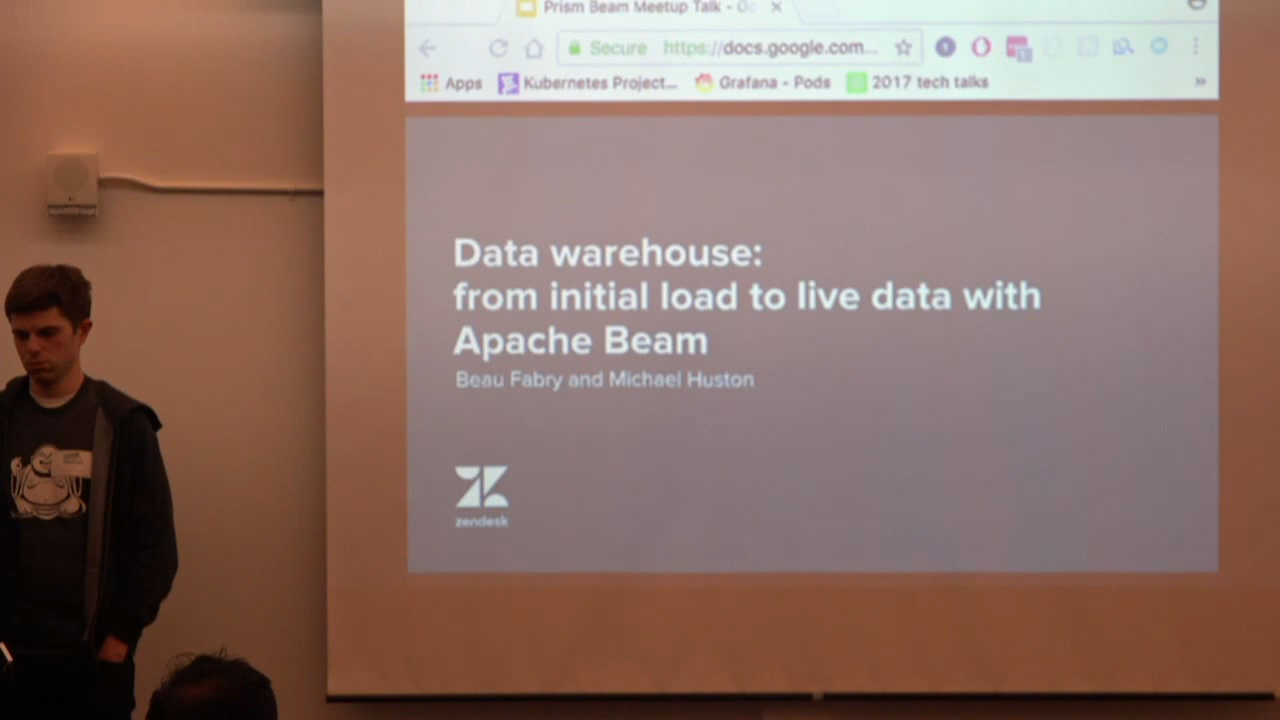 Prism Beam Meetup Talk -
Secure https://docs.google.com...
Apps Kubernetes Project... Grafana - Pods 2017 tech talks »
Data warehouse:
from initial load to live data with
Apache Beam
Beau Fabry and Michael Huston
zendesk